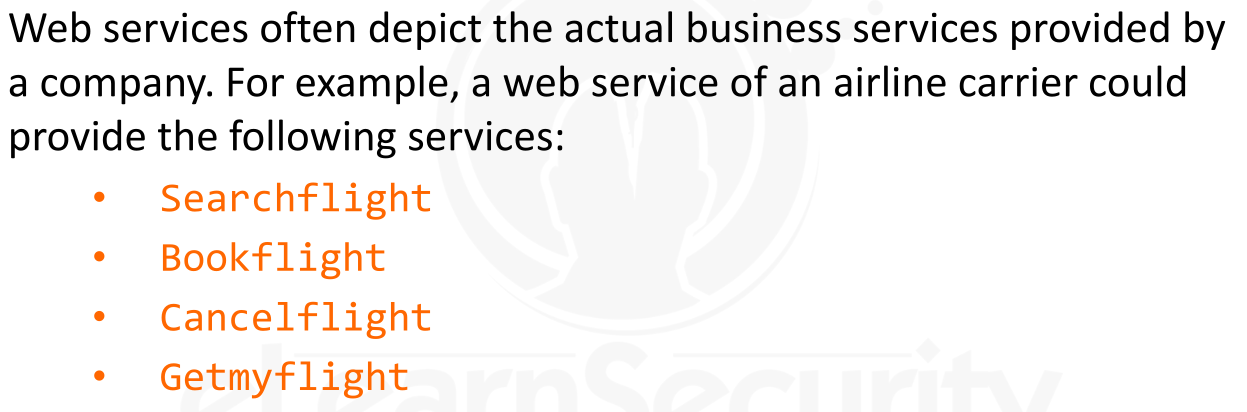 Web services often depict the actual business services provided by
a company. For example, a web service of an airline carrier could
provide the following services:
• Searchflight
• Bookflight
• Cancelflight
• Getmyflight
eLearnSecurity